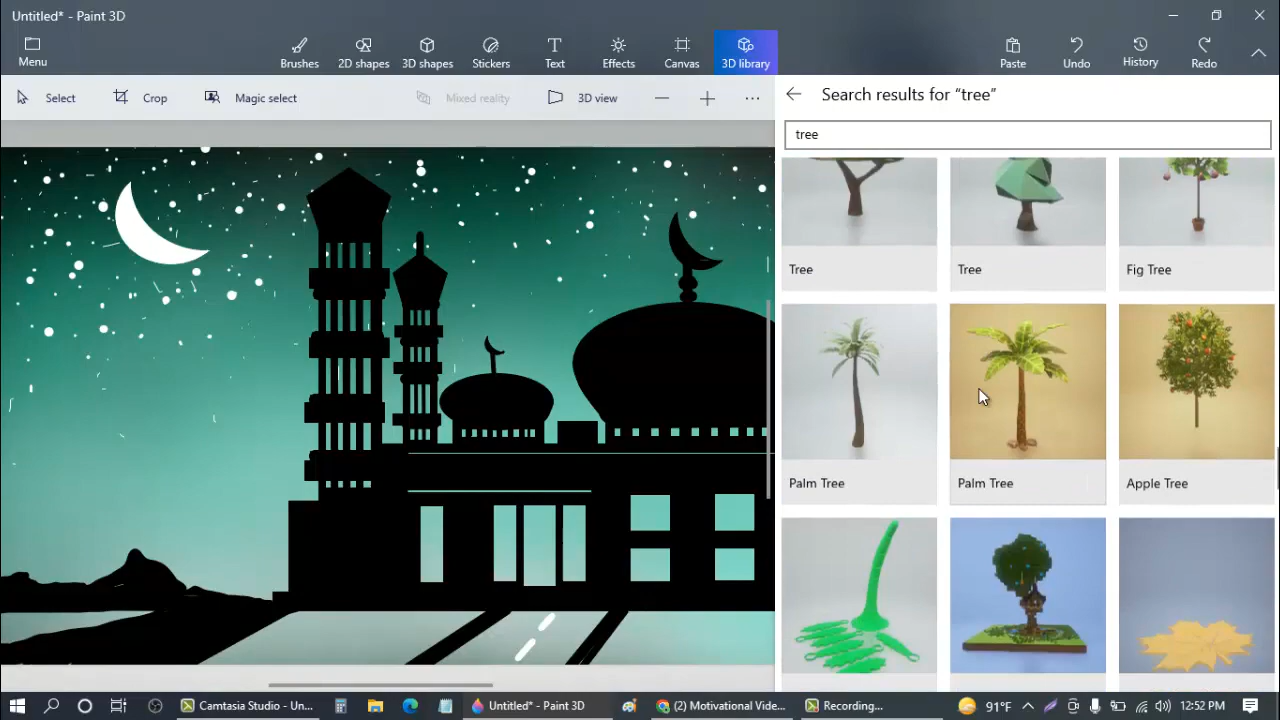 Untitled* - Paint 3D
Menu
Brushes
2D shapes
3D shapes
Stickers
Text
Effects
Canvas
3D library
Paste
Undo
History
Redo
Select
Crop
Magic select
Mixed reality
3D view
Search results for “tree”
tree
Tree
Tree
Fig Tree
Palm Tree
Palm Tree
Apple Tree
Camtasia Studio - Un...
Untitled* - Paint 3D
(2) Motivational Vide...
Recording...
91°F
12:52 PM